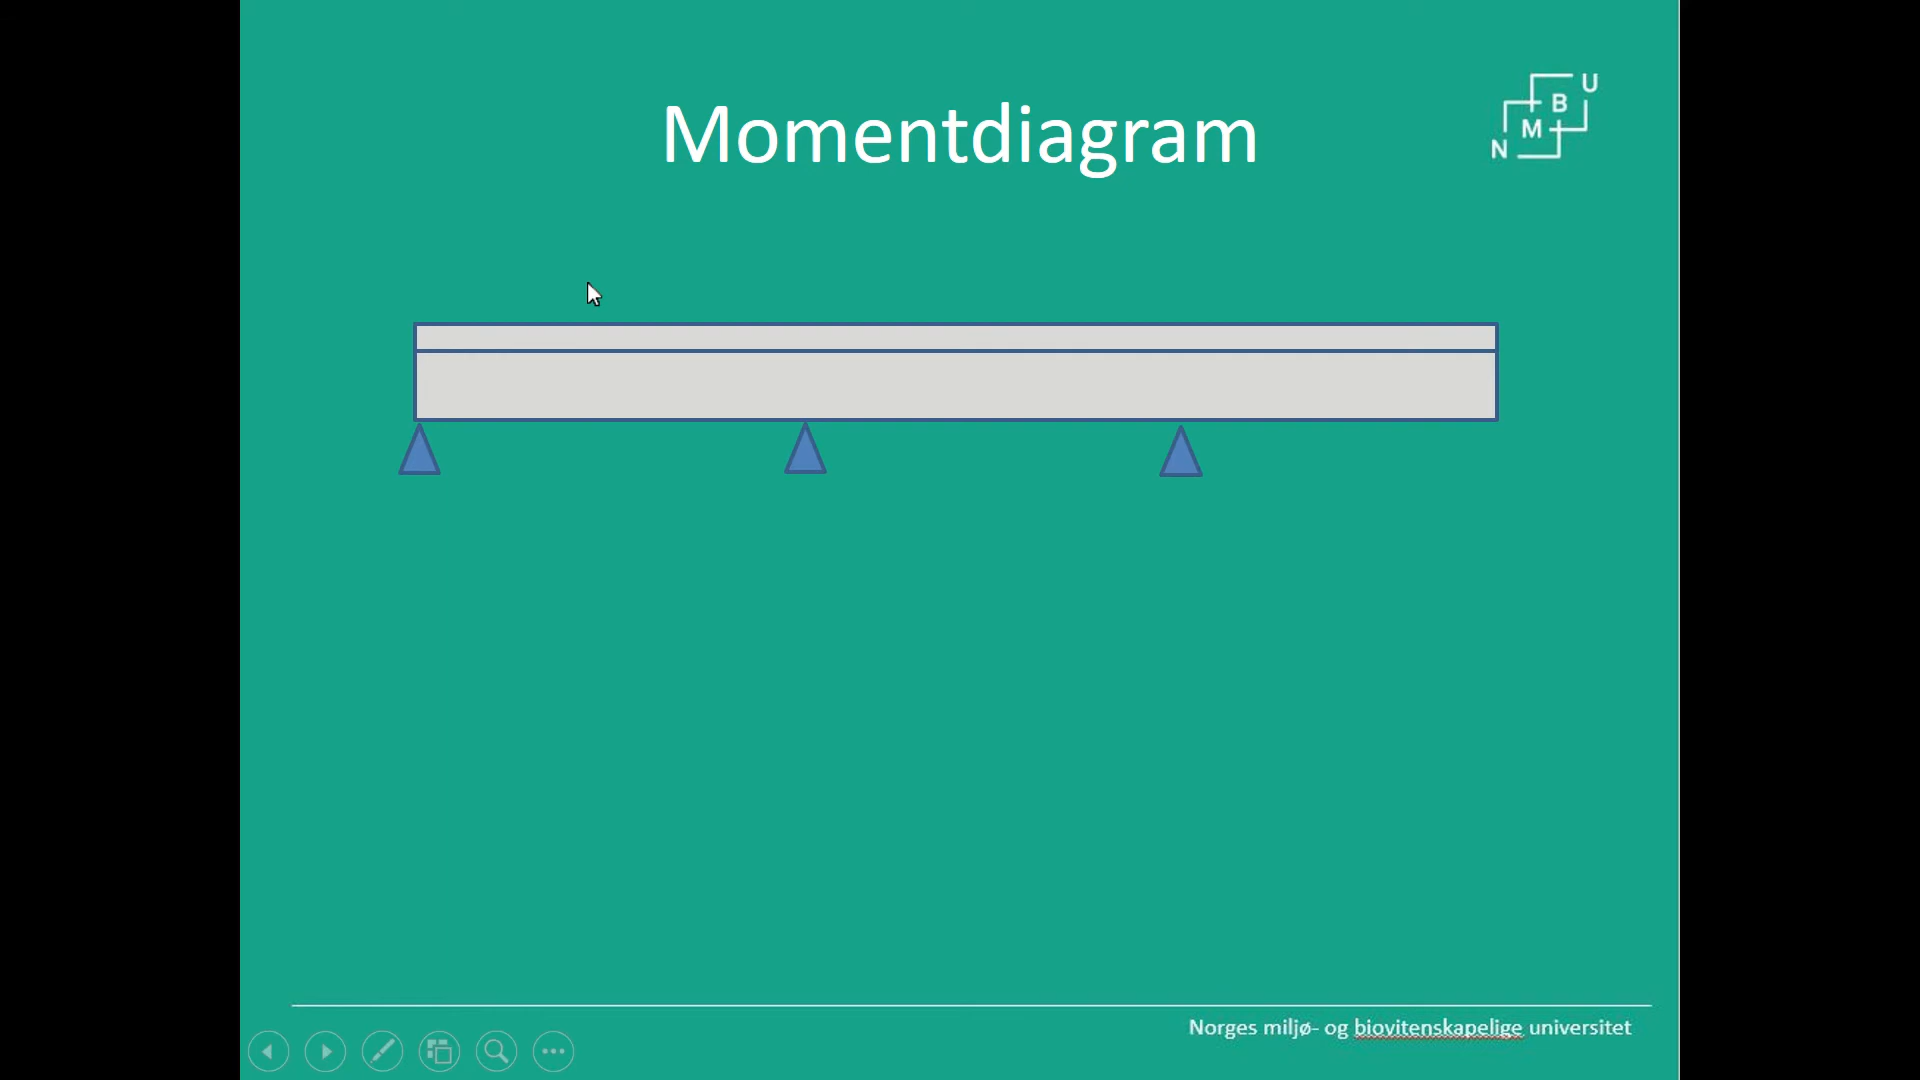 Momentdiagram
U
B
M
N
Norges miljø- og biovitenskapelige universitet